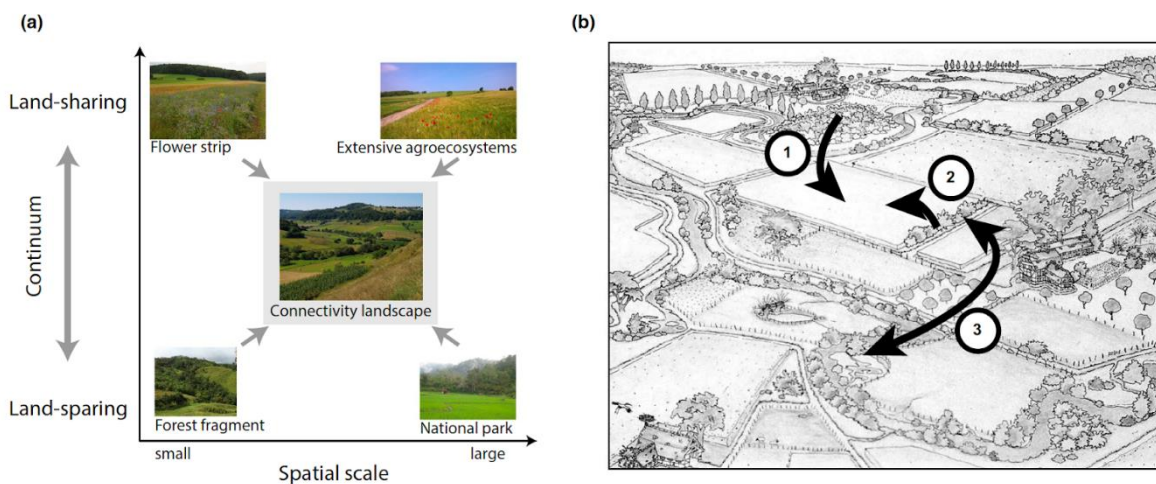 (a)
Land-sharing
Continuum
Land-sparing
Flower strip
Extensive agroecosystems
Connectivity landscape
Forest fragment
National park
small
large
Spatial scale
(b)
1
2
3